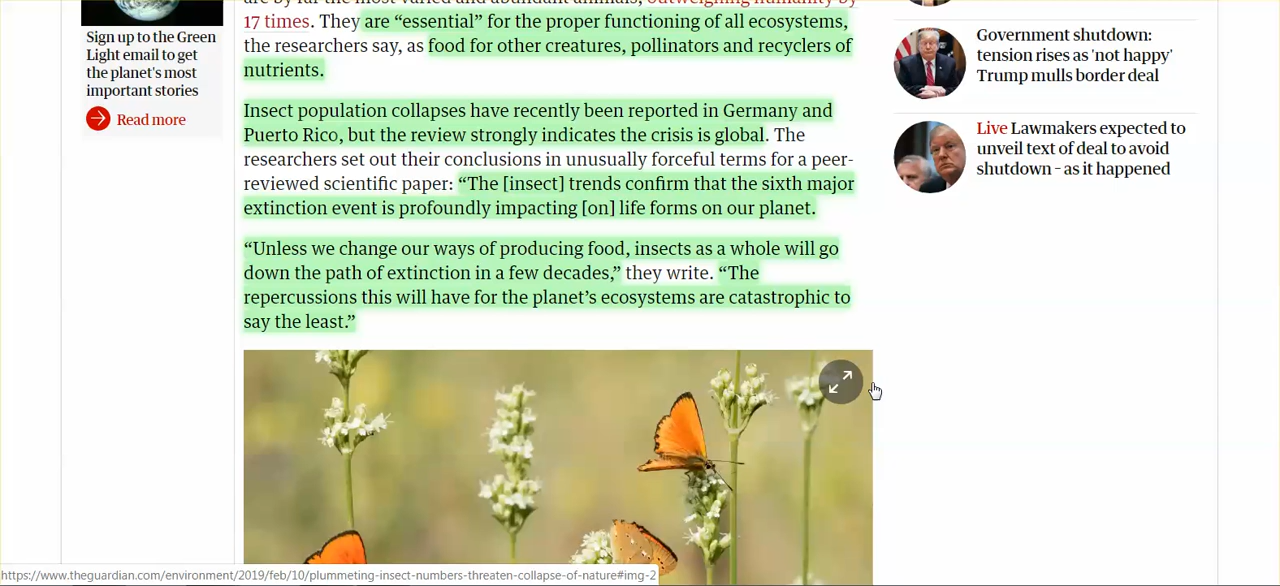 are by far the most varied and abundant animals, outweighing humanity by
17 times. They are “essential” for the proper functioning of all ecosystems,
the researchers say, as food for other creatures, pollinators and recyclers of
nutrients.
Insect population collapses have recently been reported in Germany and
Puerto Rico, but the review strongly indicates the crisis is global. The
researchers set out their conclusions in unusually forceful terms for a peer-
reviewed scientific paper: “The [insect] trends confirm that the sixth major
extinction event is profoundly impacting [on] life forms on our planet.
“Unless we change our ways of producing food, insects as a whole will go
down the path of extinction in a few decades,” they write. “The
repercussions this will have for the planet’s ecosystems are catastrophic to
say the least.”
Sign up to the Green
Light email to get
the planet's most
important stories
Read more
Government shutdown:
tension rises as 'not happy'
Trump mulls border deal
Live Lawmakers expected to
unveil text of deal to avoid
shutdown – as it happened
https://www.theguardian.com/environment/2019/feb/10/plummeting-insect-numbers-threaten-collapse-of-nature#img-2